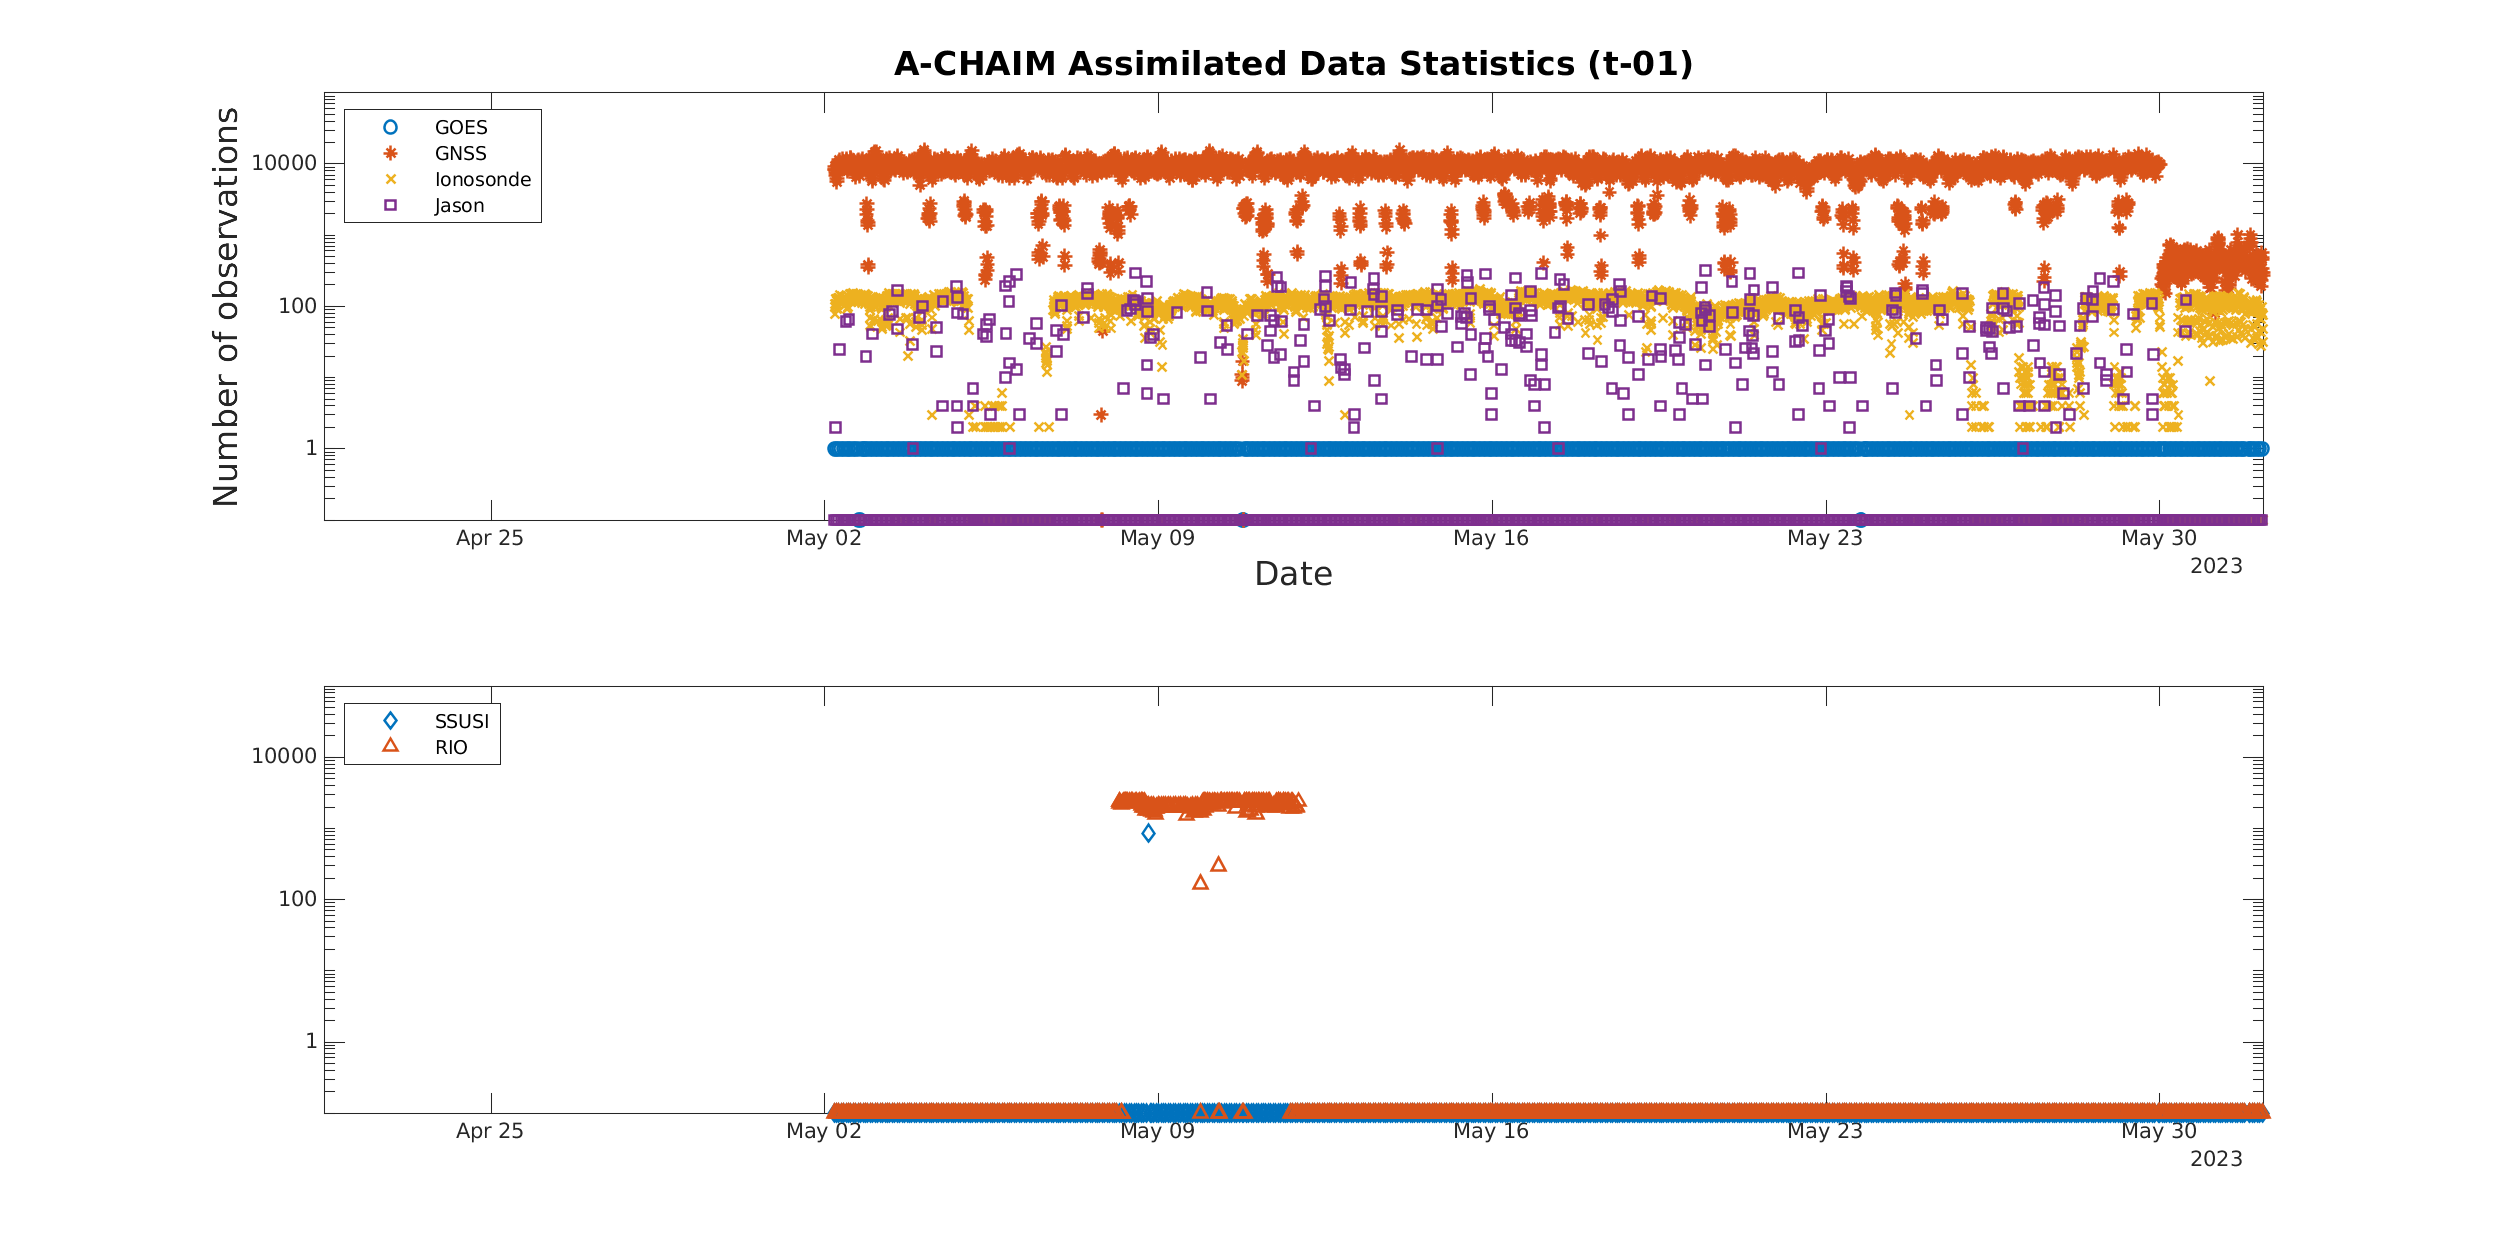 A-CHAIM Assimilated Data Statistics (t-01)
Number of observations
10000
100
1
GOES
GNSS
Ionosonde
Jason
Apr 25 May 02 May 09 May 16 May 23 May 30
2023
Date
10000
100
1
SSUSI
RIO
Apr 25 May 02 May 09 May 16 May 23 May 30
2023